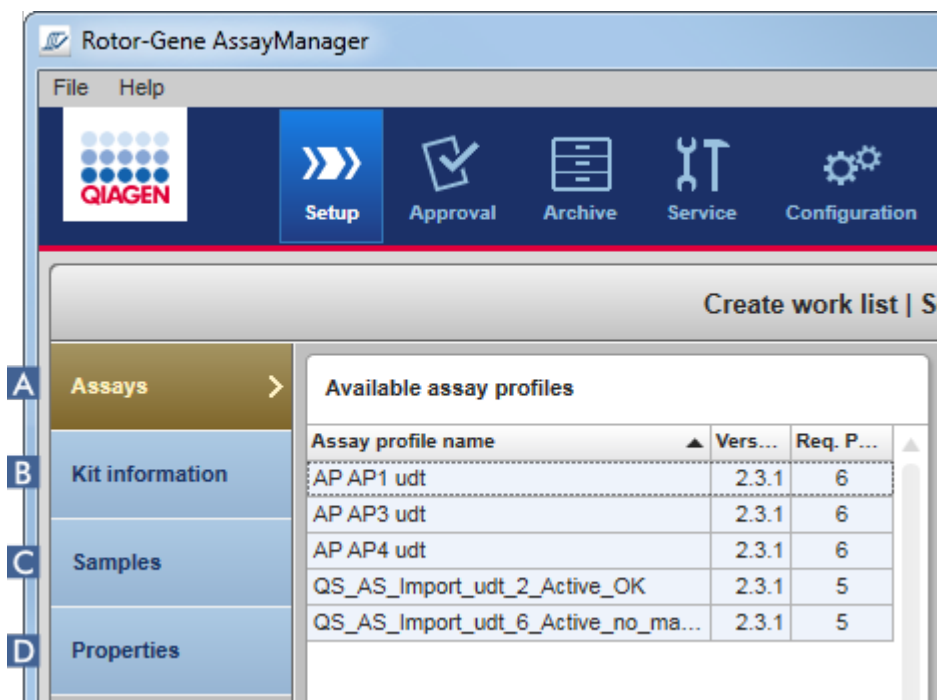 Rotor-Gene AssayManager
File Help
QIAGEN
Setup Approval Archive Service Configuration
Create work list | S
A Assays
Available assay profiles
Assay profile name Vers... Req. P...
B Kit information
AP AP1 udt 2.3.1 6
AP AP3 udt 2.3.1 6
C Samples
AP AP4 udt 2.3.1 6
QS_AS_Import_udt_2_Active_OK 2.3.1 5
QS_AS_Import_udt_6_Active_no_ma... 2.3.1 5
D Properties